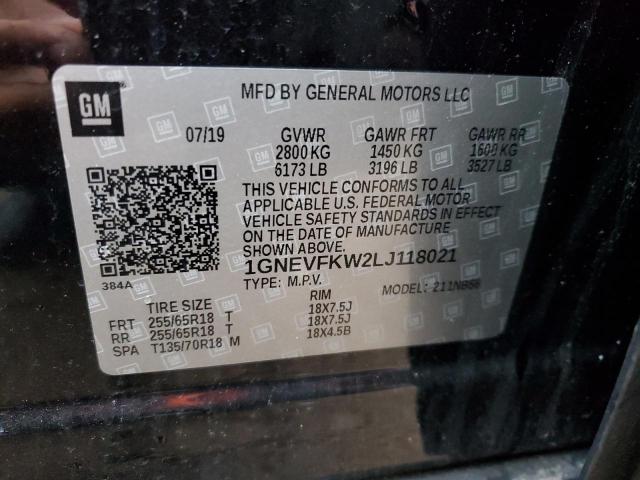 GM
MFD BY GENERAL MOTORS LLC
07/19 GVWR GAWR FRT GAWR RR
2800 KG 1450 KG 1600 KG
6173 LB 3196 LB 3527 LB
THIS VEHICLE CONFORMS TO ALL
APPLICABLE U.S. FEDERAL MOTOR
VEHICLE SAFETY STANDARDS IN EFFECT
ON THE DATE OF MANUFACTURE
SHOWN ABOVE.
1GNEVFKW2LJ118021
384A
TYPE: M.P.V. MODEL: 211NB56
TIRE SIZE RIM
FRT 255/65R18 T 18X7.5J
RR 255/65R18 T 18X7.5J
SPA T135/70R18 M 18X4.5B